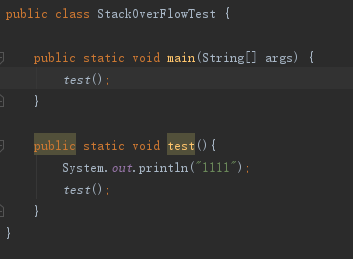 public class StackOverFlowTest {
public static void main(String[] args) {
test();
}
public static void test(){
System.out.println("1111");
test();
}
}